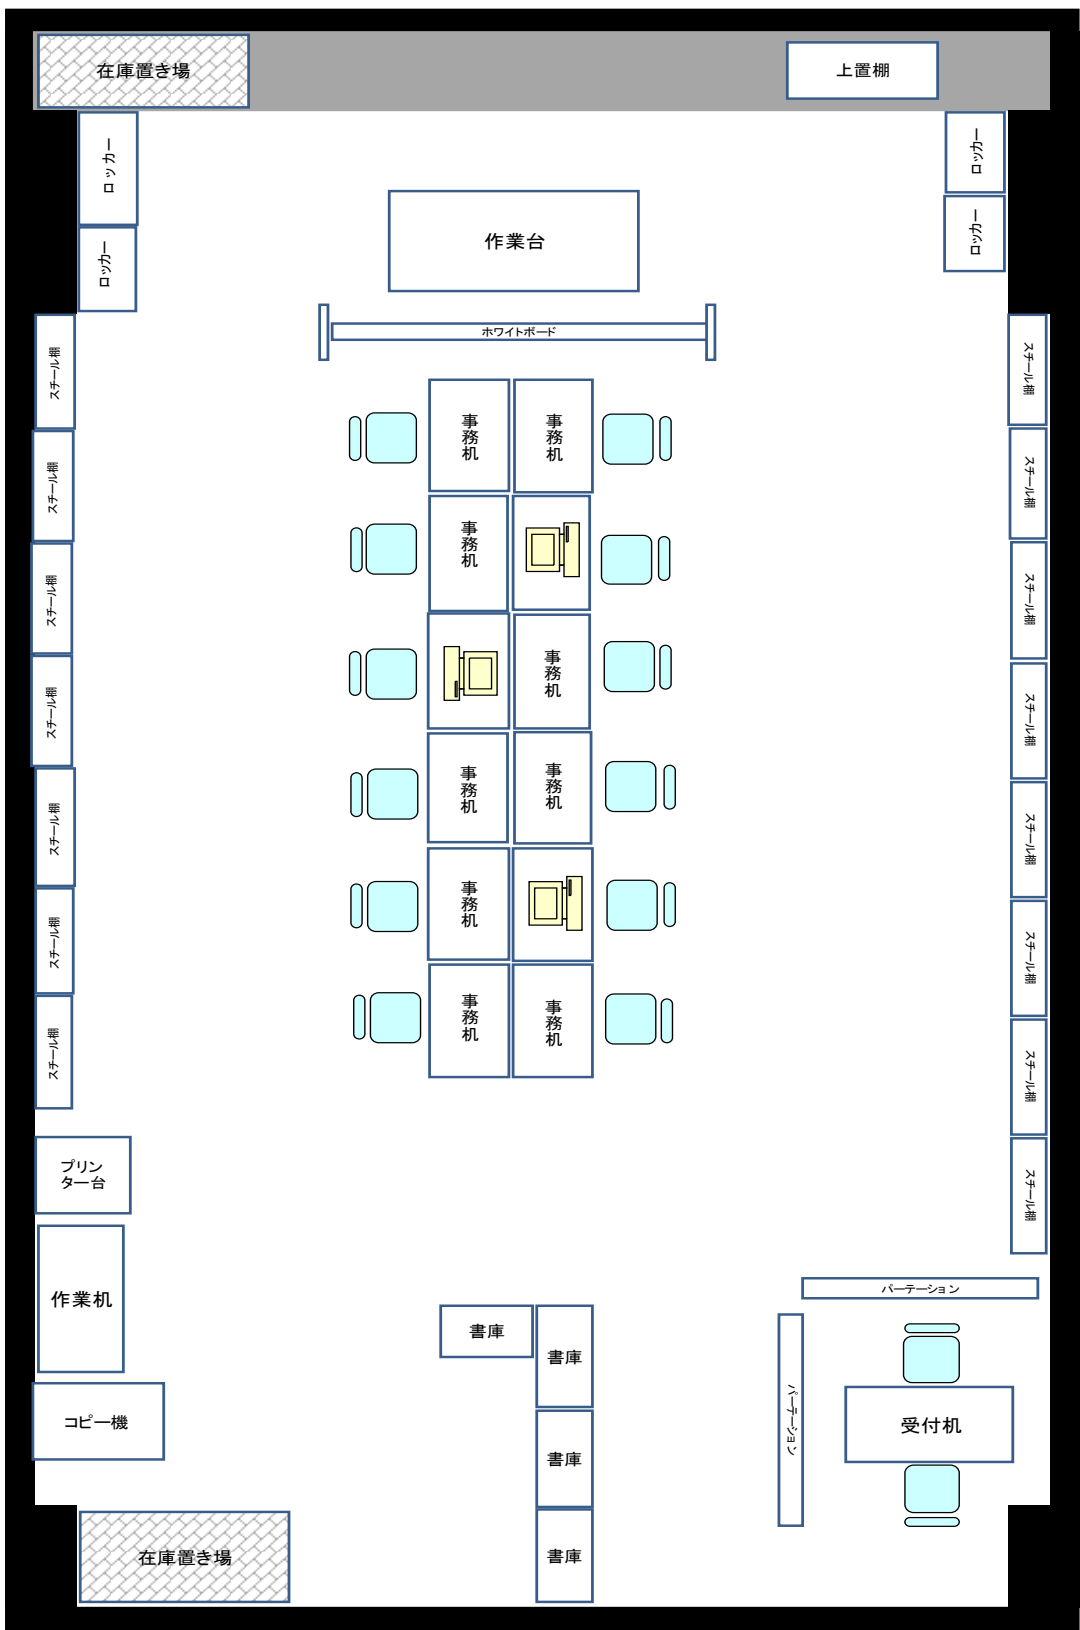 在庫置き場
上置棚
ロッカー
ロッカー
ロッカー
ロッカー
作業台
ホワイトボード
スチール棚
スチール棚
スチール棚
スチール棚
スチール棚
スチール棚
スチール棚
事務机
事務机
事務机
事務机
事務机
事務机
事務机
事務机
事務机
スチール棚
スチール棚
スチール棚
スチール棚
スチール棚
スチール棚
スチール棚
スチール棚
プリン
ター台
作業机
コピー機
在庫置き場
書庫
書庫
書庫
書庫
パーテーション
パーテーション
受付机